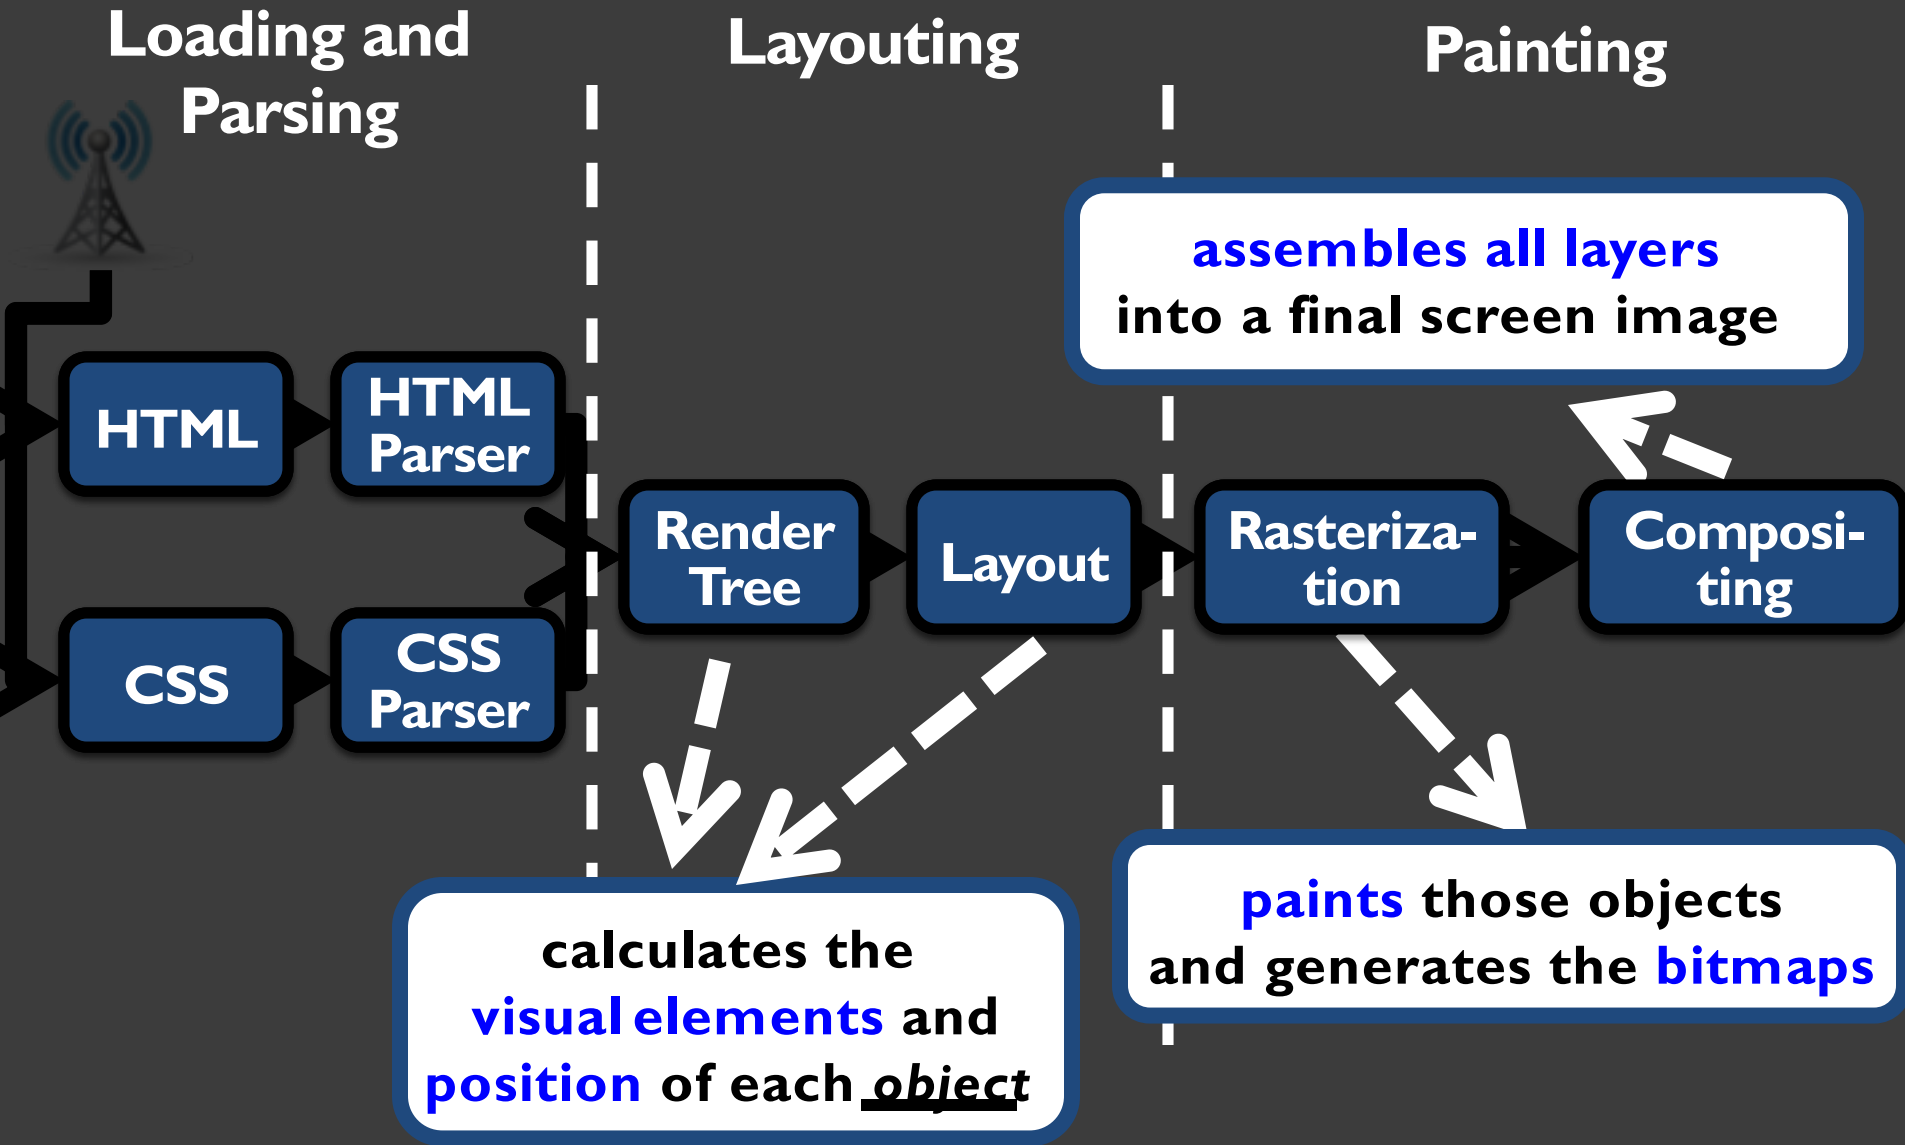 Loading and
Parsing
Layouting
Painting
assembles all layers
into a final screen image
HTML
HTML
Parser
CSS
CSS
Parser
Render
Tree
Layout
Rasteriza-
tion
Composi-
ting
calculates the
visual elements and
position of each object
paints those objects
and generates the bitmaps